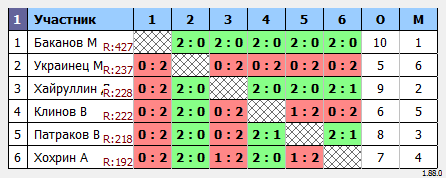 1 Участник 1 2 3 4 5 6 О М
1 Баканов М R:427 2 : 0 2 : 0 2 : 0 2 : 0 2 : 0 10 1
2 Украинец М R:237 0 : 2 0 : 2 0 : 2 0 : 2 0 : 2 5 6
3 Хайруллин R:228 0 : 2 2 : 0 2 : 0 2 : 0 2 : 1 9 2
4 Клинов В R:222 0 : 2 2 : 0 0 : 2 1 : 2 0 : 2 6 5
5 Патраков В R:218 0 : 2 2 : 0 0 : 2 2 : 1 2 : 1 8 3
6 Хохрин А R:192 0 : 2 2 : 0 1 : 2 2 : 0 1 : 2 7 4
1.88.0